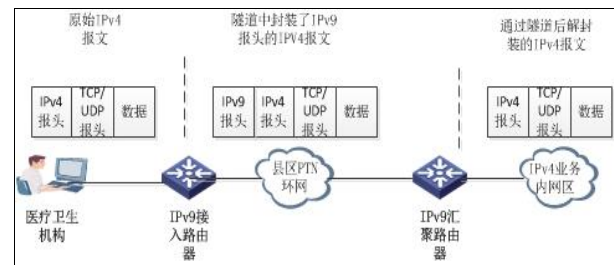 原始IPv4
报文
隧道中封装了IPv9
报头的IPV4报文
通过隧道后解封
装的IPv4报文
IPv4
报头
TCP/
UDP
报头
数据
IPv9
报头
IPv4
报头
TCP/
UDP
报头
数据
IPv4
报头
TCP/
UDP
报头
数据
县区PTN
环网
IPv4业务
内网区
医疗卫生
机构
IPv9接
入路由
器
IPv9汇
聚路由
器